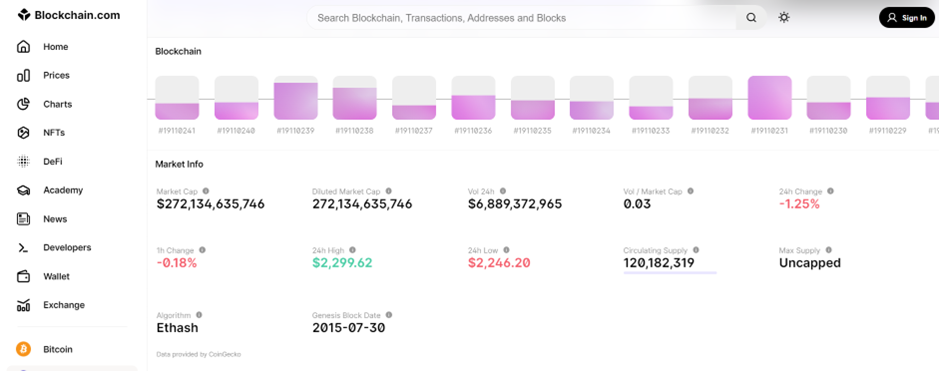 Blockchain.com
Search Blockchain, Transactions, Addresses and Blocks
Sign In
Home
Prices
Charts
NFTs
DeFi
Academy
News
Developers
Wallet
Exchange
Bitcoin
Blockchain
#19110241 #19110240 #19110239 #19110238 #19110237 #19110236 #19110235 #19110234 #19110233 #19110232 #19110231 #19110230 #19110229
Market Info
Market Cap Diluted Market Cap Vol 24h Vol / Market Cap 24h Change
$272,134,635,746 272,134,635,746 $6,889,372,965 0.03 -1.25%
1h Change 24h High 24h Low Circulating Supply Max Supply
-0.18% $2,299.62 $2,246.20 120,182,319 Uncapped
Algorithm Genesis Block Date
Ethash 2015-07-30
Data provided by CoinGecko